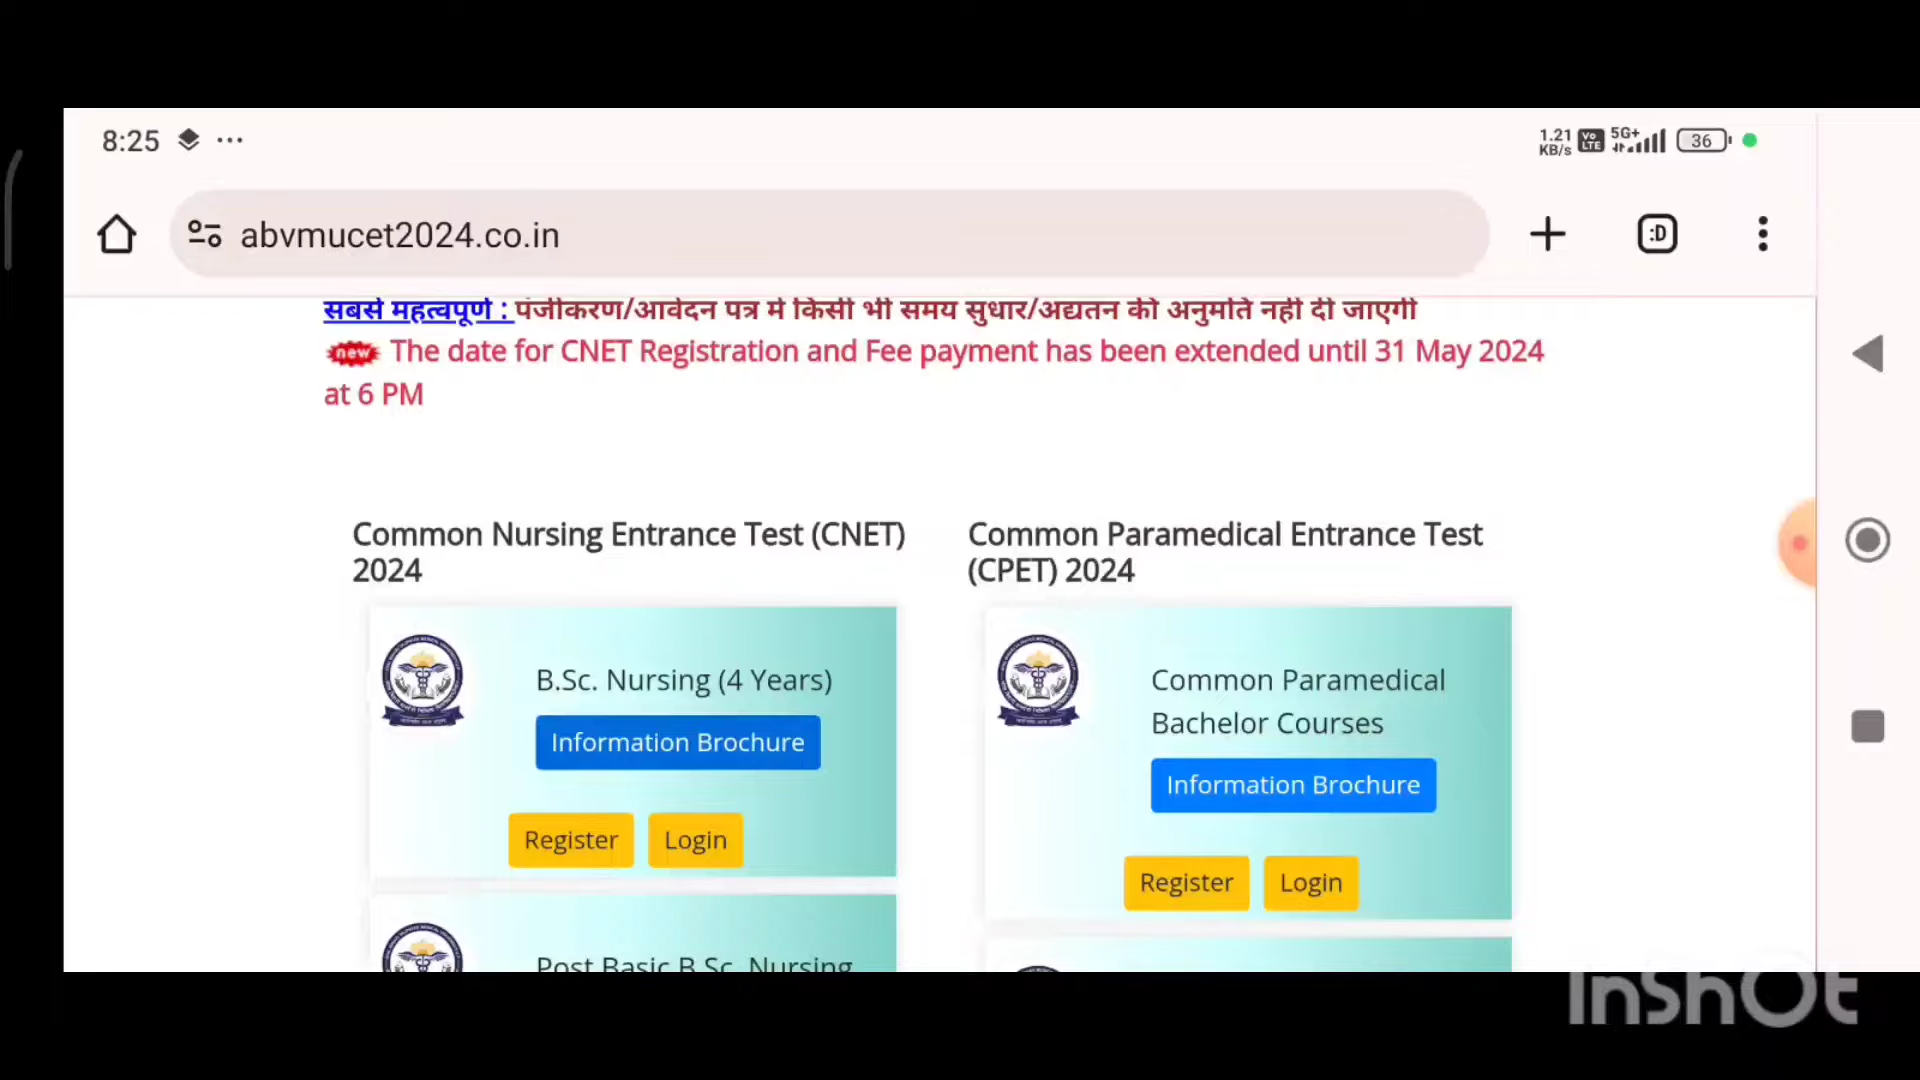 8:25 ...
1.21 KB/s Vo LTE 5G+ 36
abvmucet2024.co.in
:D
सबसे महत्वपूर्ण : पंजीकरण/आवेदन पत्र में किसी भी समय सुधार/अद्यतन की अनुमति नहीं दी जाएगी
new The date for CNET Registration and Fee payment has been extended until 31 May 2024
at 6 PM
Common Nursing Entrance Test (CNET)
2024
B.Sc. Nursing (4 Years)
Information Brochure
Register Login
Post Basic B.Sc. Nursing
Common Paramedical Entrance Test
(CPET) 2024
Common Paramedical
Bachelor Courses
Information Brochure
Register Login
InShOt